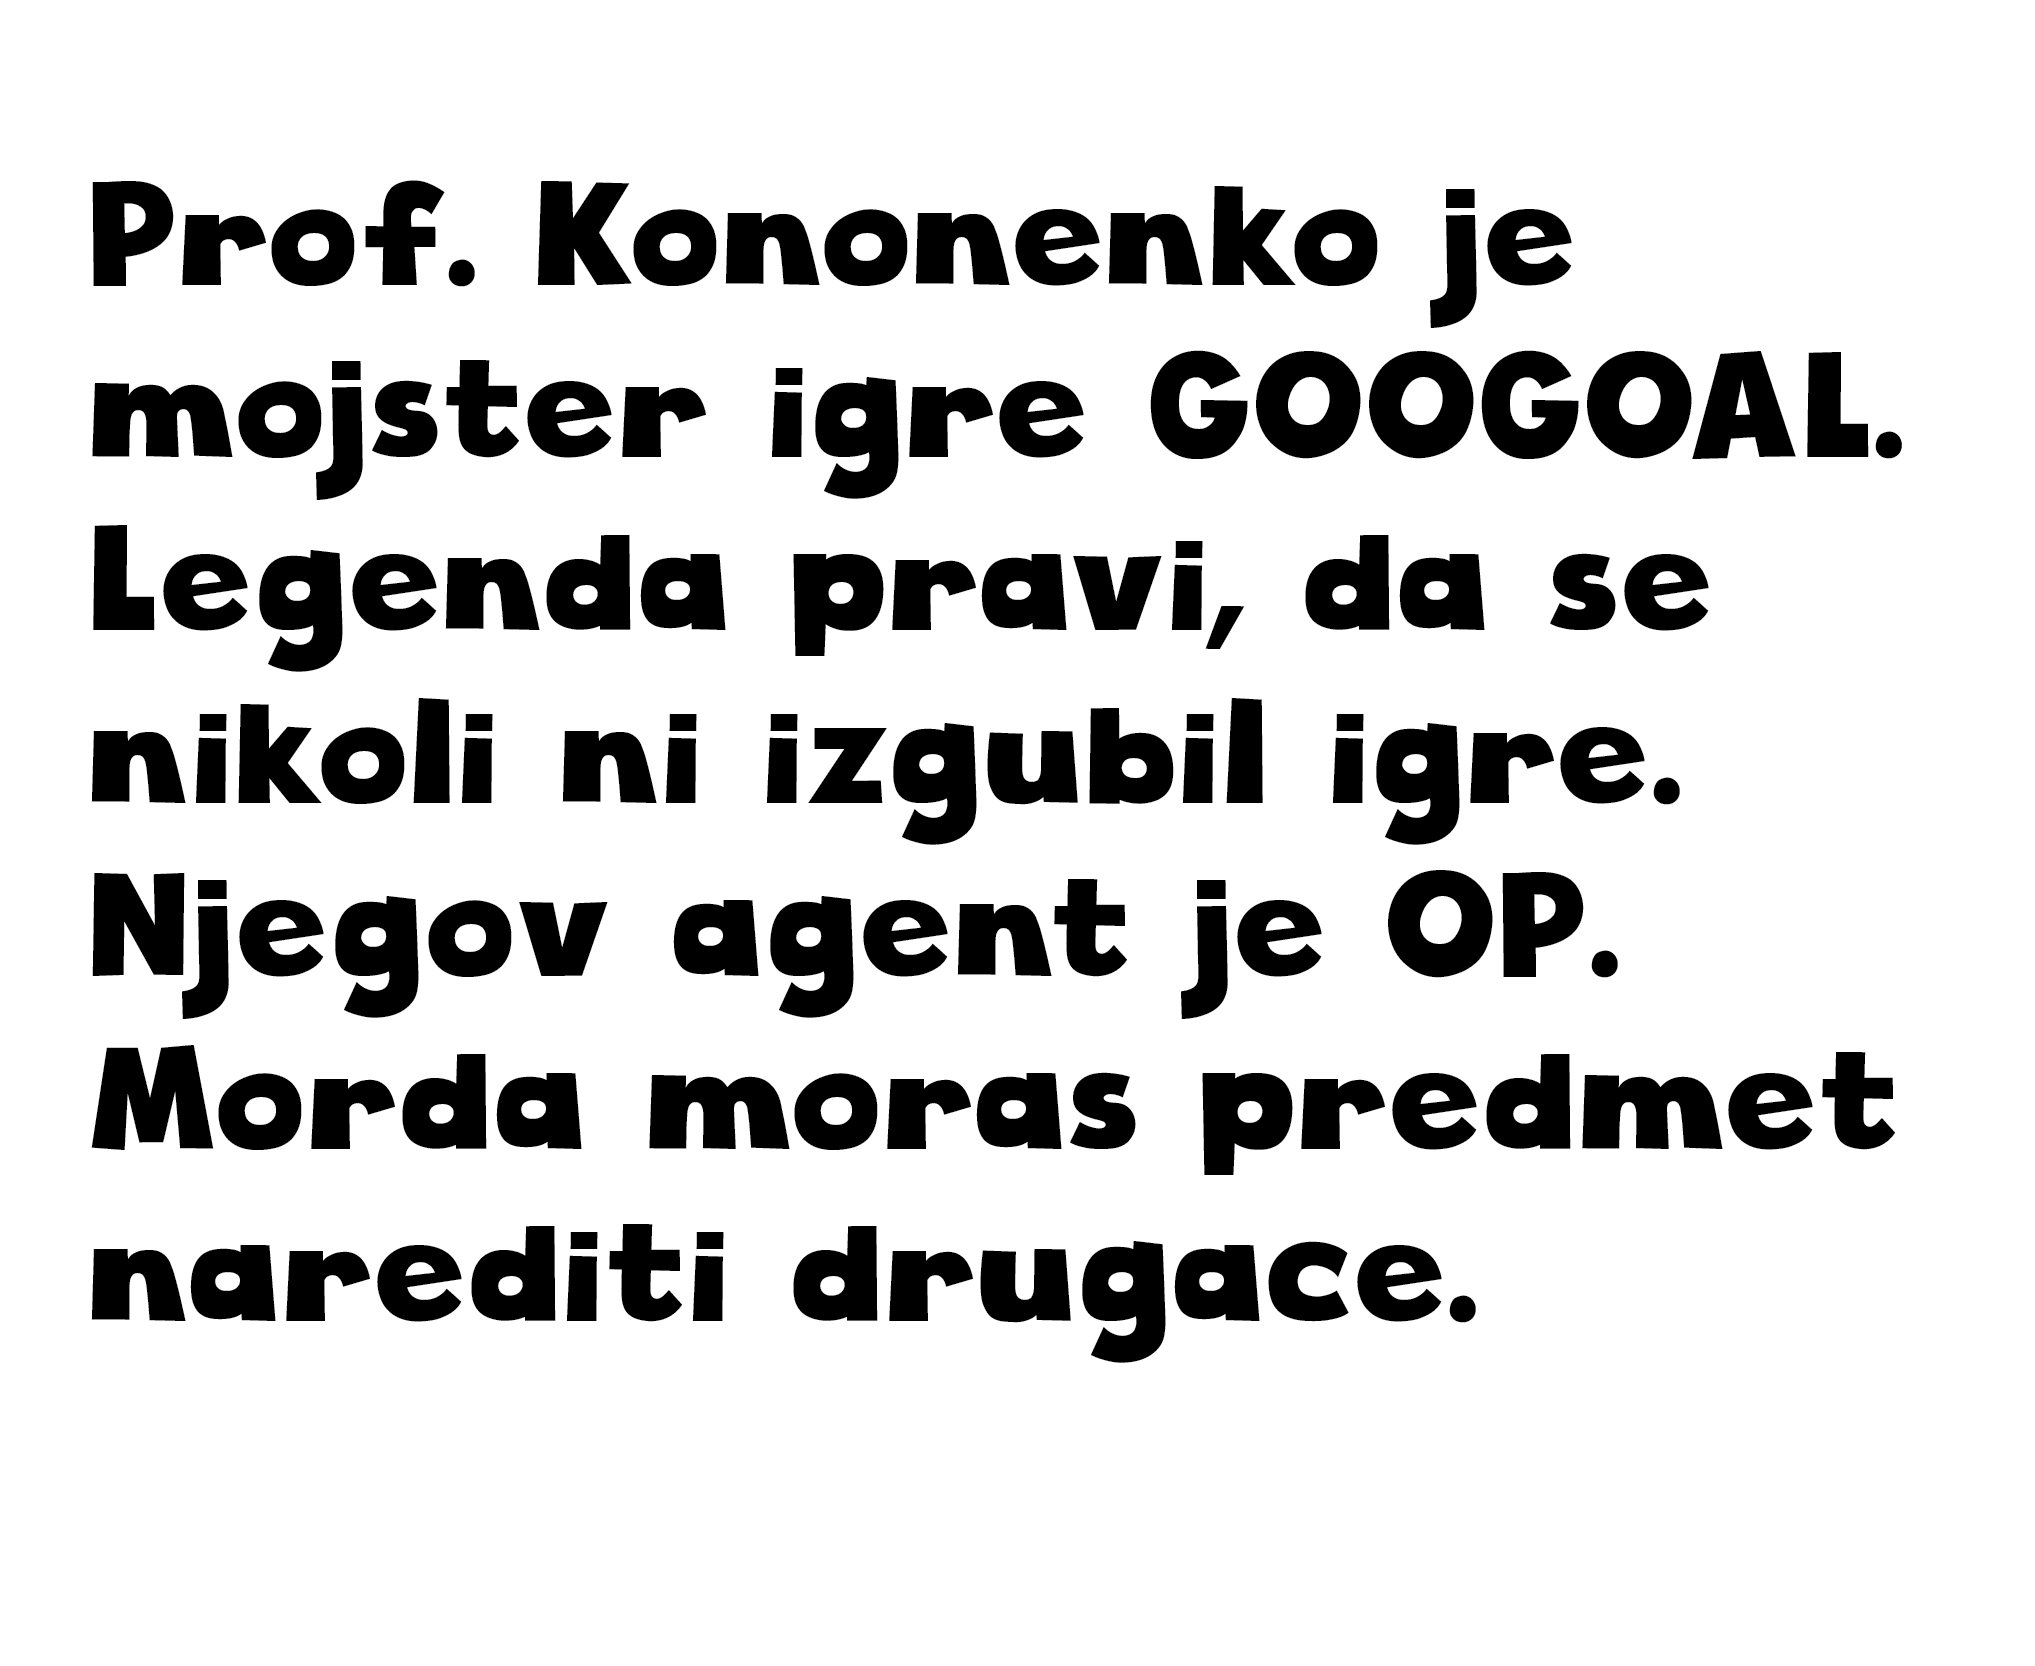 Prof. Kononenko je
mojster igre GOOGOAL.
Legenda pravi, da se
nikoli ni izgubil igre.
Njegov agent je OP.
Morda moras predmet
narediti drugace.